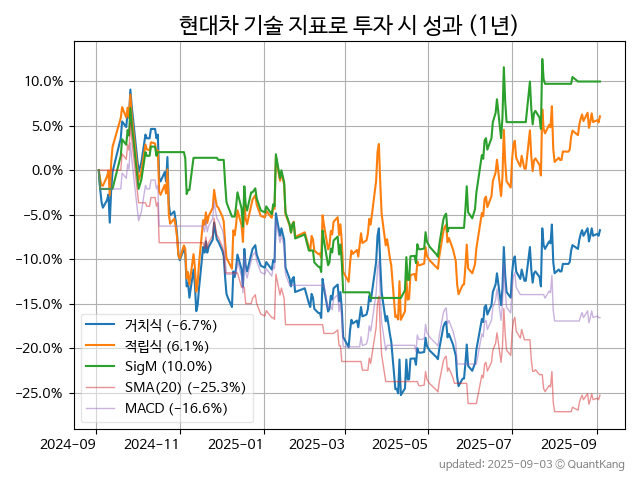 현대차 기술 지표로 투자 시 성과 (1년)
10.0%
5.0%
0.0%
−5.0%
−10.0%
−15.0%
−20.0%
−25.0%
거치식 (−6.7%)
적립식 (6.1%)
SigM (10.0%)
SMA(20) (−25.3%)
MACD (−16.6%)
2024-09 2024-11 2025-01 2025-03 2025-05 2025-07 2025-09
updated: 2025-09-03 ⓒ QuantKang